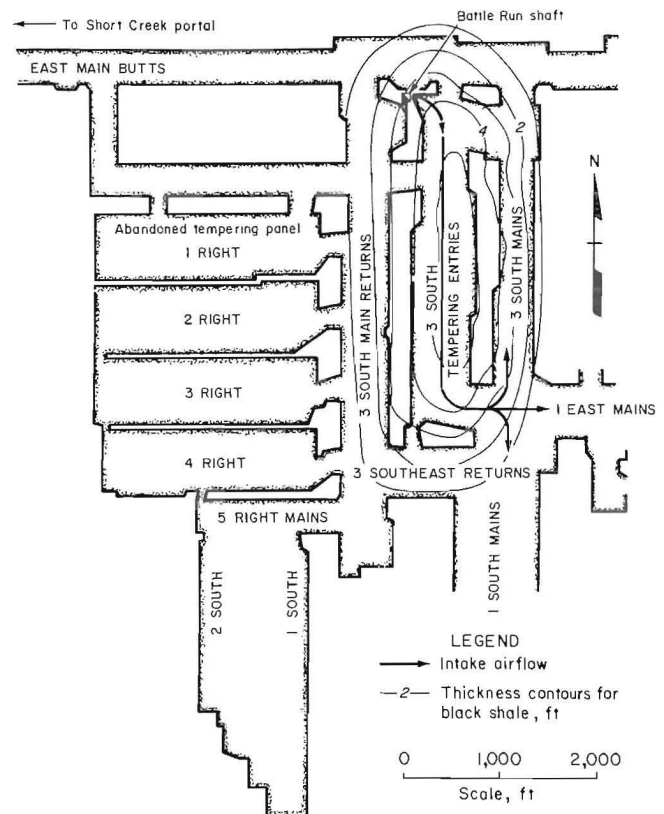 Battle Run shaft
To Short Creek portal
EAST MAIN BUTTS
2
4
N
Abandoned tempering panel
1 RIGHT
2 RIGHT
3 RIGHT
4 RIGHT
5 RIGHT MAINS
3 SOUTH MAIN RETURNS
3 SOUTH
TEMPERING ENTRIES
3 SOUTH MAINS
1 EAST MAINS
3 SOUTHEAST RETURNS
2 SOUTH
1 SOUTH
1 SOUTH MAINS
LEGEND
Intake airflow
2 Thickness contours for
black shale, ft
0 1,000 2,000
Scale, ft